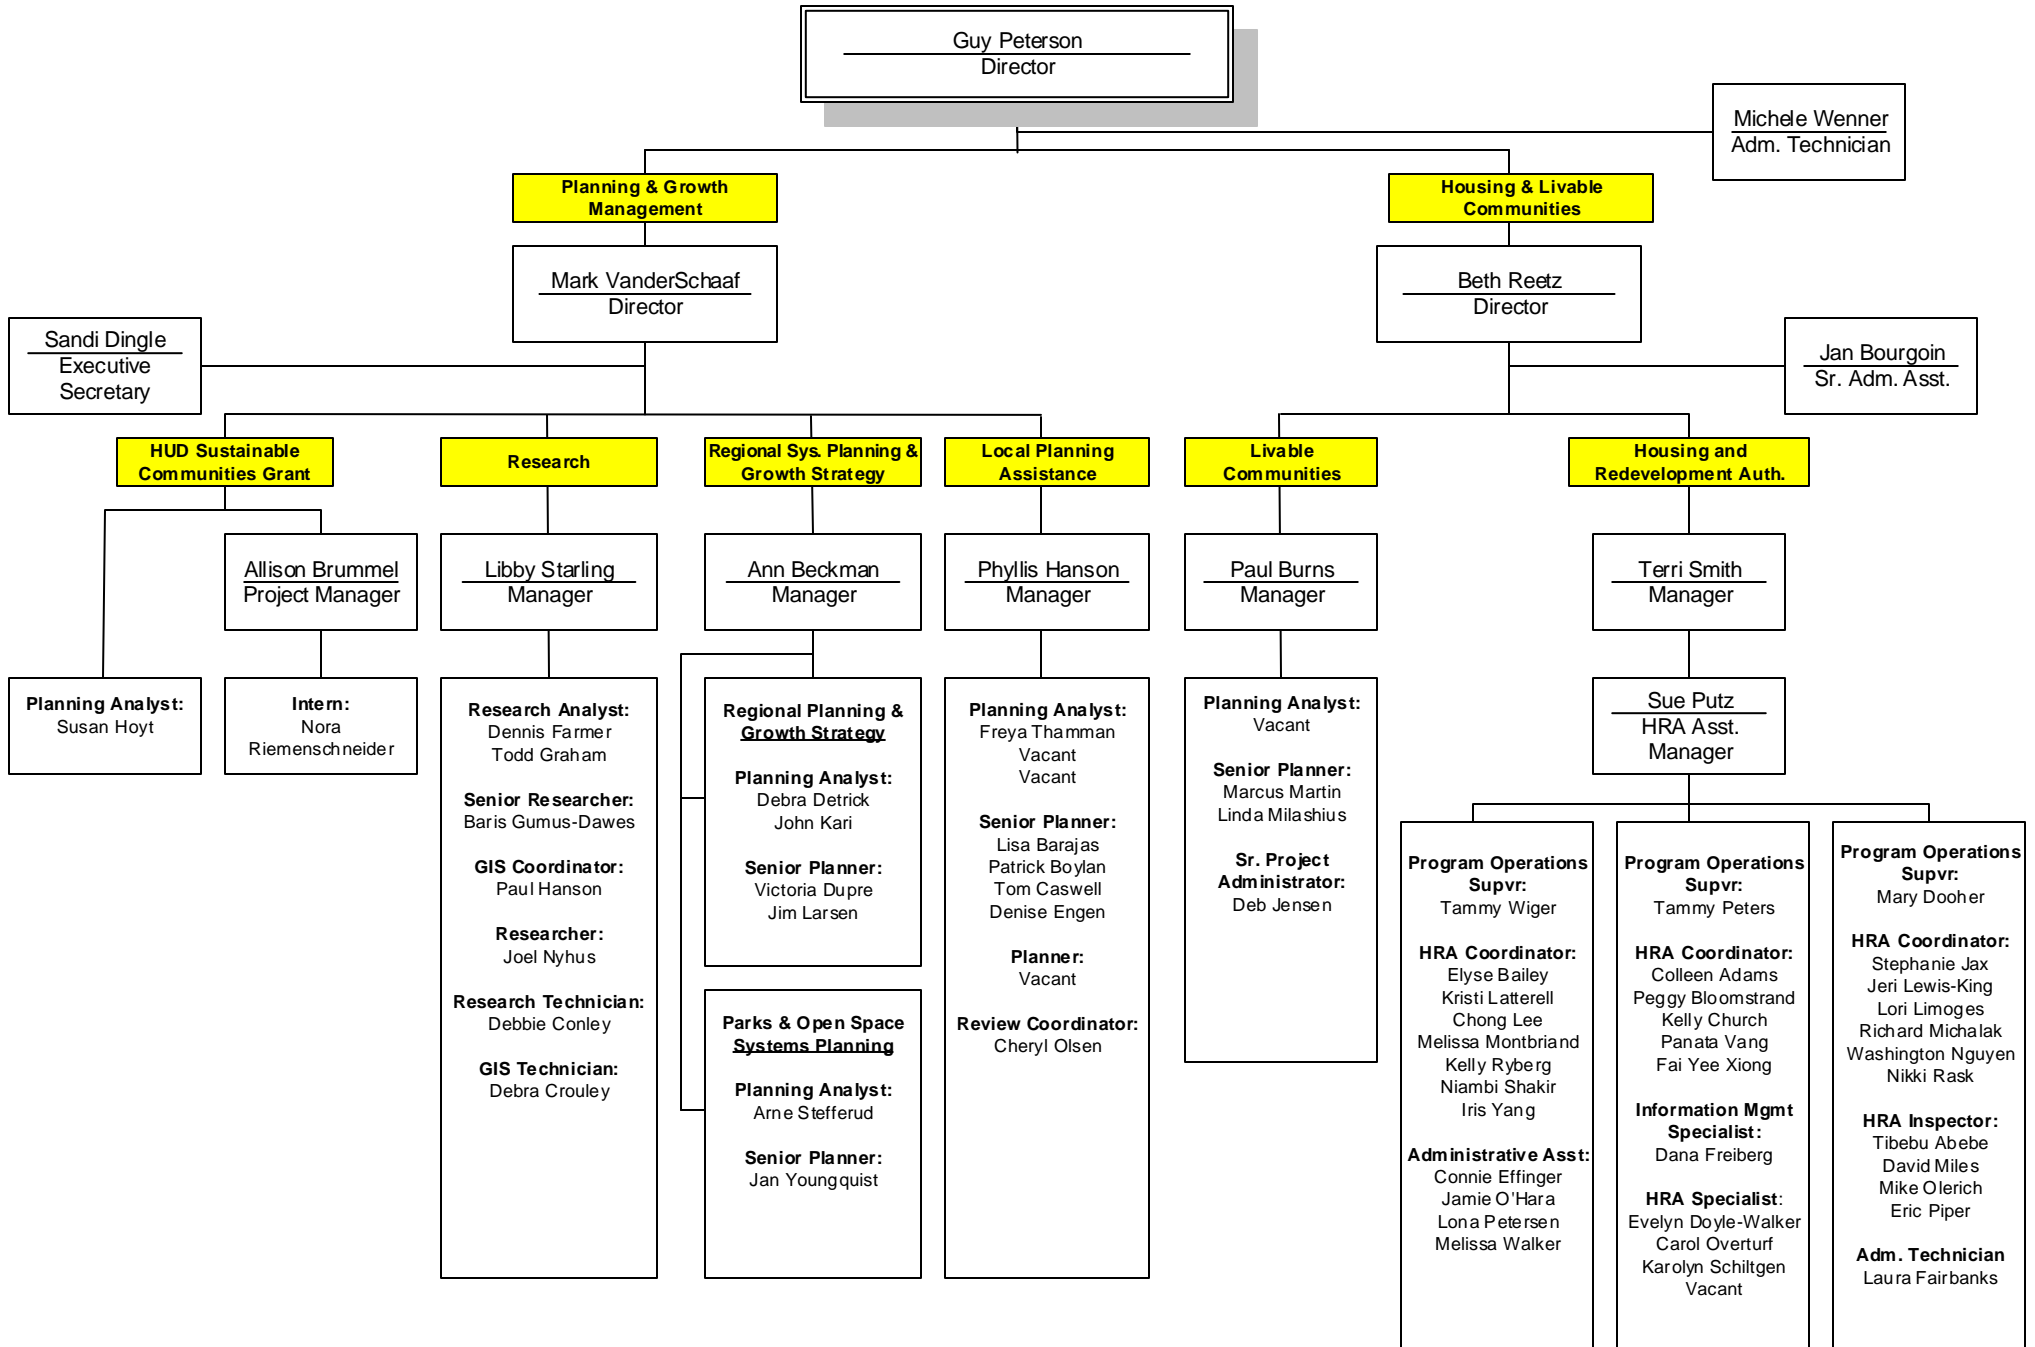 Guy Peterson
Director
Michele Wenner
Adm. Technician
Planning & Growth
Management
Housing & Livable
Communities
Mark VanderSchaaf
Director
Beth Reetz
Director
Sandi Dingle
Executive
Secretary
Jan Bourgoin
Sr. Adm. Asst.
HUD Sustainable
Communities Grant
Research
Regional Sys. Planning &
Growth Strategy
Local Planning
Assistance
Livable
Communities
Housing and
Redevelopment Auth.
Allison Brummel
Project Manager
Libby Starling
Manager
Ann Beckman
Manager
Phyllis Hanson
Manager
Paul Burns
Manager
Terri Smith
Manager
Planning Analyst:
Susan Hoyt
Intern:
Nora
Riemenschneider
Research Analyst:
Dennis Farmer
Todd Graham
Senior Researcher:
Baris Gumus-Dawes
GIS Coordinator:
Paul Hanson
Researcher:
Joel Nyhus
Research Technician:
Debbie Conley
GIS Technician:
Debra Crouley
Regional Planning &
Growth Strategy
Planning Analyst:
Debra Detrick
John Kari
Senior Planner:
Victoria Dupre
Jim Larsen
Parks & Open Space
Systems Planning
Planning Analyst:
Arne Stefferud
Senior Planner:
Jan Youngquist
Planning Analyst:
Freya Thamman
Vacant
Vacant
Senior Planner:
Lisa Barajas
Patrick Boylan
Tom Caswell
Denise Engen
Planner:
Vacant
Review Coordinator:
Cheryl Olsen
Planning Analyst:
Vacant
Senior Planner:
Marcus Martin
Linda Milashius
Sr. Project
Administrator:
Deb Jensen
Sue Putz
HRA Asst.
Manager
Program Operations
Supvr:
Tammy Wiger
HRA Coordinator:
Elyse Bailey
Kristi Latterell
Chong Lee
Melissa Montbriand
Kelly Ryberg
Niambi Shakir
Iris Yang
Administrative Asst:
Connie Effinger
Jamie O'Hara
Lona Petersen
Melissa Walker
Program Operations
Supvr:
Tammy Peters
HRA Coordinator:
Colleen Adams
Peggy Bloomstrand
Kelly Church
Panata Vang
Fai Yee Xiong
Information Mgmt
Specialist:
Dana Freiberg
HRA Specialist:
Evelyn Doyle-Walker
Carol Overturf
Karolyn Schiltgen
Vacant
Program Operations
Supvr:
Mary Dooher
HRA Coordinator:
Stephanie Jax
Jeri Lewis-King
Lori Limoges
Richard Michalak
Washington Nguyen
Nikki Rask
HRA Inspector:
Tibebu Abebe
David Miles
Mike Olerich
Eric Piper
Adm. Technician
Laura Fairbanks